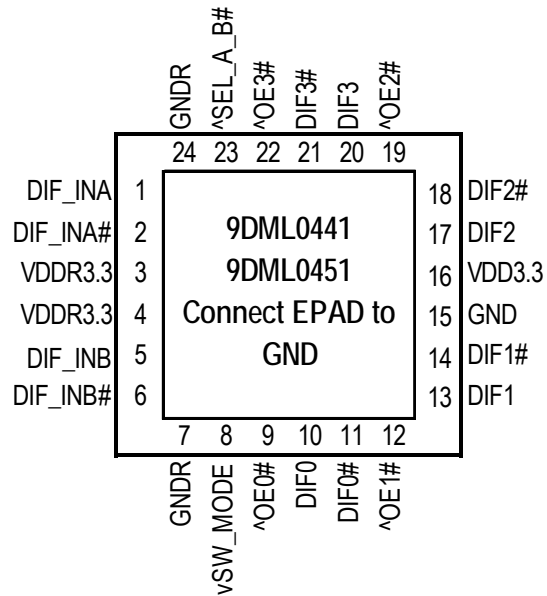 GNDR
^SEL_A_B#
^OE3#
DIF3#
DIF3
^OE2#
24 23 22 21 20 19
DIF_INA 1
DIF_INA# 2
VDDR3.3 3
VDDR3.3 4
DIF_INB 5
DIF_INB# 6
9DML0441
9DML0451
Connect EPAD to
GND
18 DIF2#
17 DIF2
16 VDD3.3
15 GND
14 DIF1#
13 DIF1
7 8 9 10 11 12
GNDR
vSW_MODE
^OE0#
DIF0
DIF0#
^OE1#